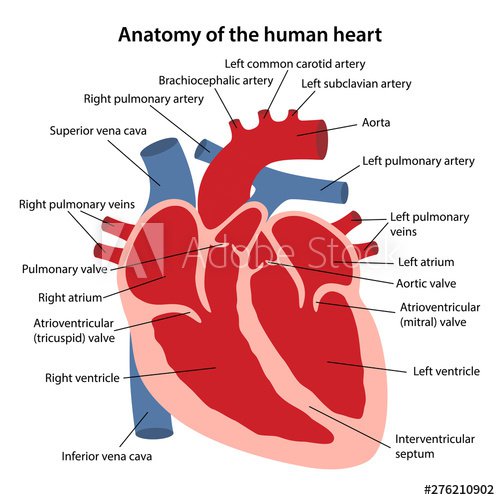 Anatomy of the human heart
Left common carotid artery
Brachiocephalic artery
Left subclavian artery
Right pulmonary artery
Aorta
Superior vena cava
Left pulmonary artery
Right pulmonary veins
Left pulmonary
veins
Adobe Stock
Pulmonary valve
Left atrium
Aortic valve
Right atrium
Atrioventricular
(mitral) valve
Atrioventricular
(tricuspid) valve
Right ventricle
Left ventricle
Interventricular
septum
Inferior vena cava
#276210902